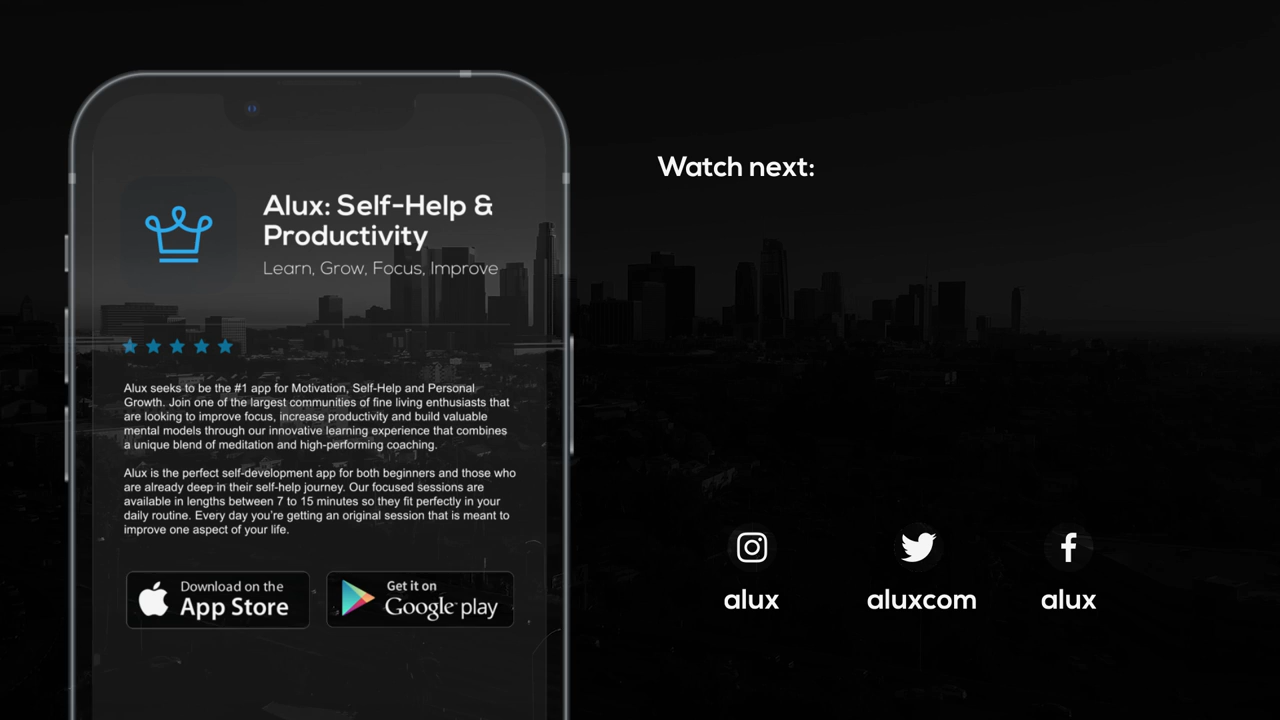 Alux: Self-Help &
Productivity
Learn, Grow, Focus, Improve
Alux seeks to be the #1 app for Motivation, Self-Help and Personal
Growth. Join one of the largest communities of fine living enthusiasts that
are looking to improve focus, increase productivity and build valuable
mental models through our innovative learning experience that combines
a unique blend of meditation and high-performing coaching.
Alux is the perfect self-development app for both beginners and those who
are already deep in their self-help journey. Our focused sessions are
available in lengths between 7 to 15 minutes so they fit perfectly in your
daily routine. Every day you're getting an original session that is meant to
improve one aspect of your life.
Download on the
App Store
Get it on
Google play
Watch next:
alux
aluxcom
alux